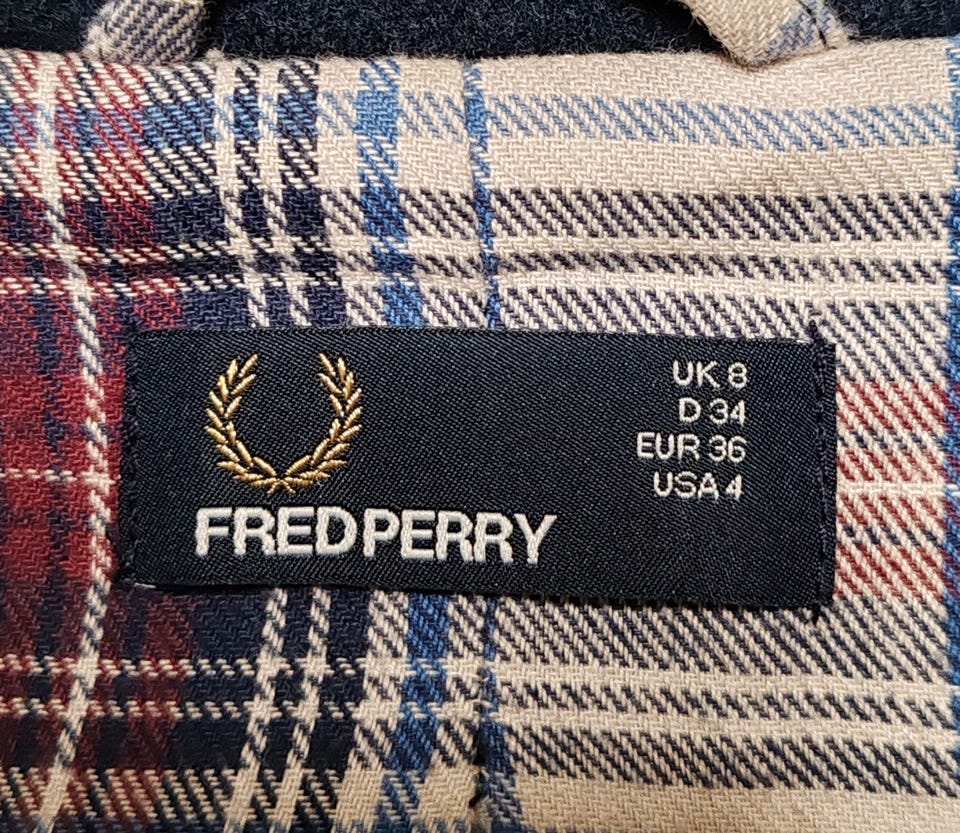 UK 8
D 34
EUR 36
USA 4
FRED PERRY